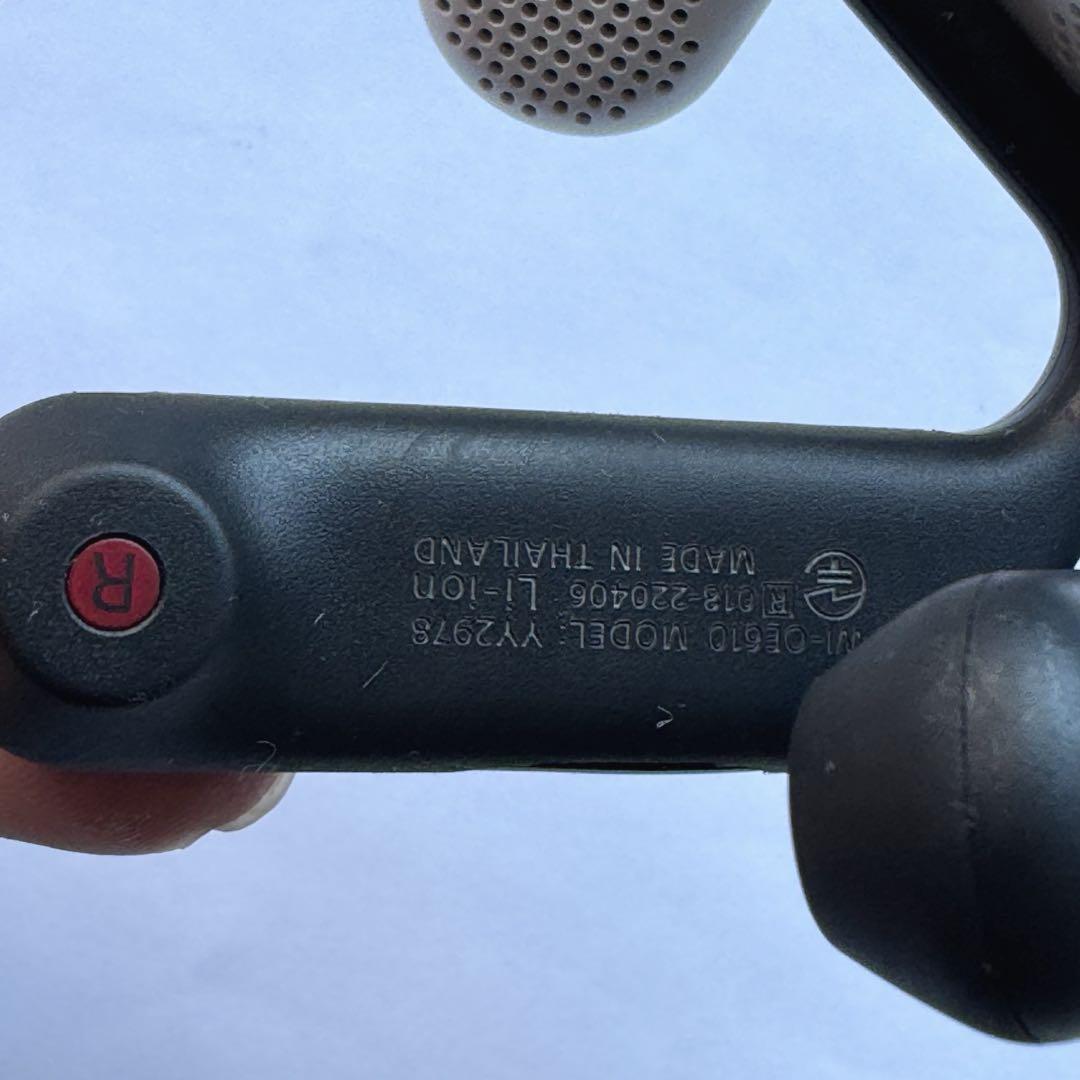 WI-OE610 MODEL: YY2978
R 018-220406 Li-ion
MADE IN THAILAND
R